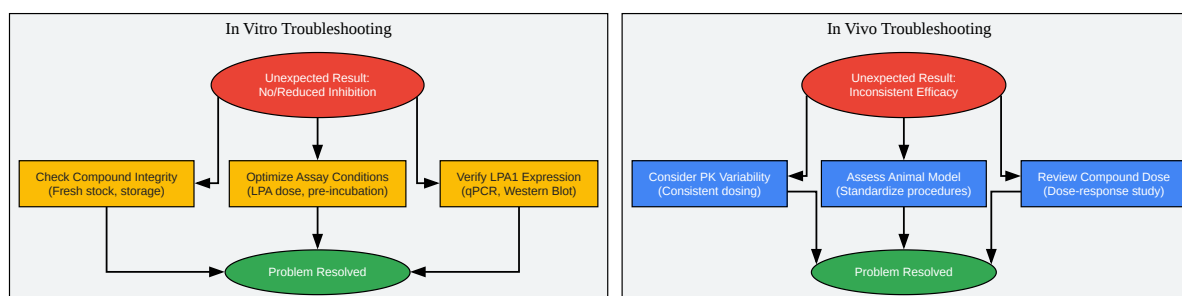 In Vitro Troubleshooting
Unexpected Result:
No/Reduced Inhibition
Check Compound Integrity
(Fresh stock, storage)
Optimize Assay Conditions
(LPA dose, pre-incubation)
Verify LPA1 Expression
(qPCR, Western Blot)
Problem Resolved
In Vivo Troubleshooting
Unexpected Result:
Inconsistent Efficacy
Consider PK Variability
(Consistent dosing)
Assess Animal Model
(Standardize procedures)
Review Compound Dose
(Dose-response study)
Problem Resolved